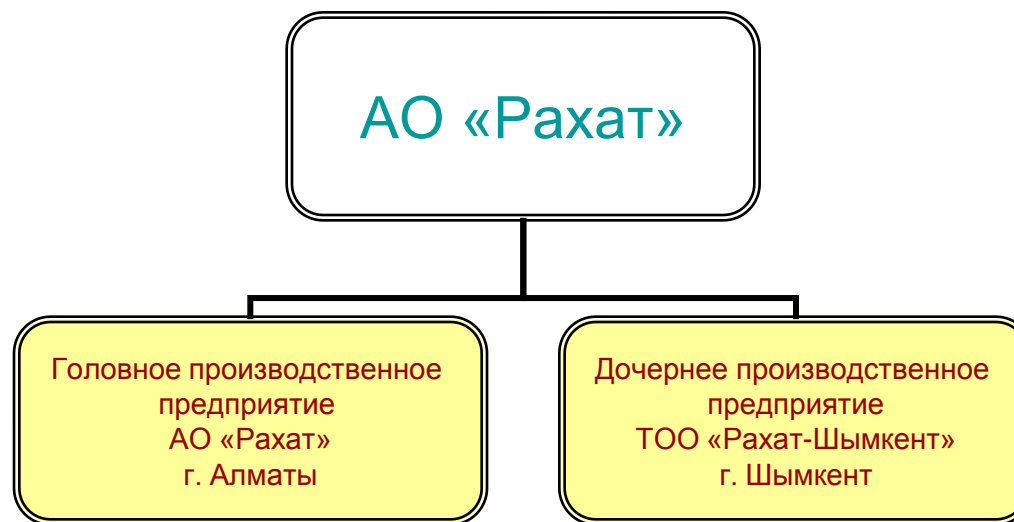 АО «Рахат»
Головное производственное
предприятие
АО «Рахат»
г. Алматы
Дочернее производственное
предприятие
ТОО «Рахат-Шымкент»
г. Шымкент